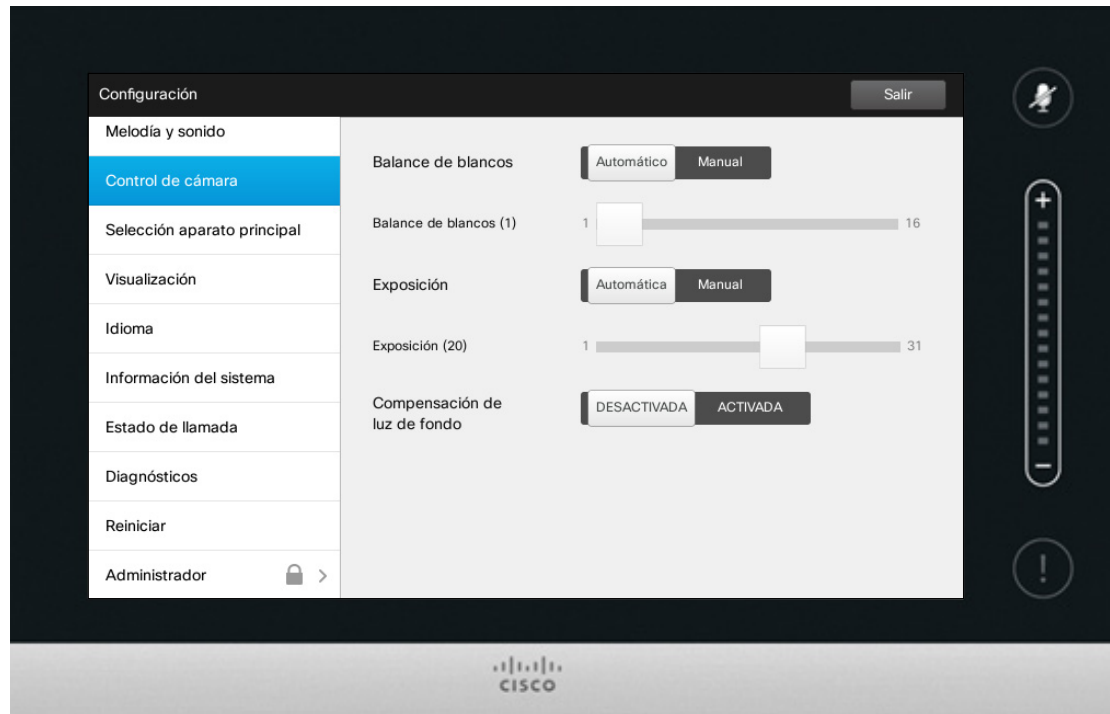 Configuración
Salir
Melodía y sonido
Control de cámara
Selección aparato principal
Visualización
Idioma
Información del sistema
Estado de llamada
Diagnósticos
Reiniciar
Administrador
Balance de blancos
Automático Manual
Balance de blancos (1)
1 16
Exposición
Automática Manual
Exposición (20)
1 31
Compensación de
luz de fondo
DESACTIVADA ACTIVADA
+
−
!
CISCO